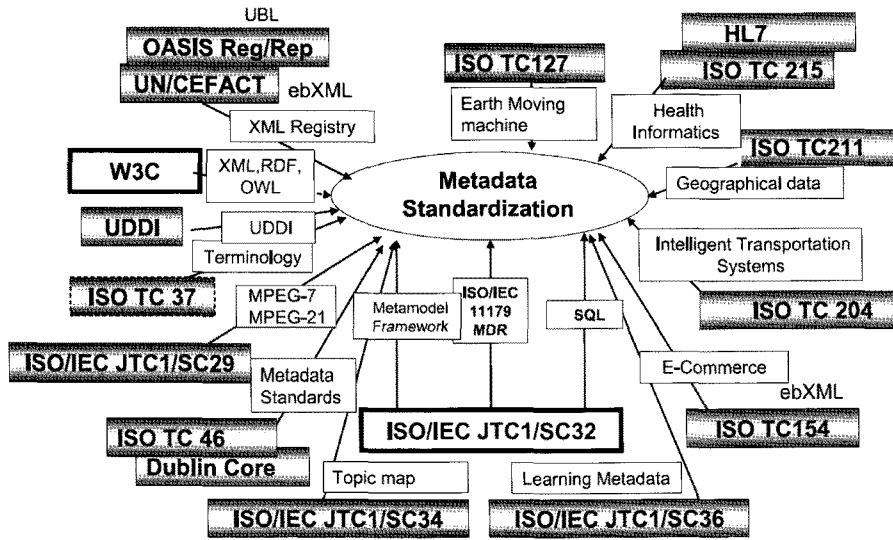 UBL
OASIS Reg/Rep
UN/CEFACT
ebXML
XML Registry
W3C
XML,RDF,
OWL
UDDI
UDDI
Terminology
ISO TC 37
MPEG-7
MPEG-21
ISO/IEC JTC1/SC29
Metadata
Standards
ISO TC 46
Dublin Core
ISO TC127
Earth Moving
machine
HL7
ISO TC 215
Health
Informatics
ISO TC211
Geographical data
Metadata
Standardization
Intelligent Transportation
Systems
ISO TC 204
Metamodel
Framework
ISO/IEC
11179
MDR
SQL
E-Commerce
ebXML
ISO TC154
ISO/IEC JTC1/SC32
Topic map
ISO/IEC JTC1/SC34
Learning Metadata
ISO/IEC JTC1/SC36